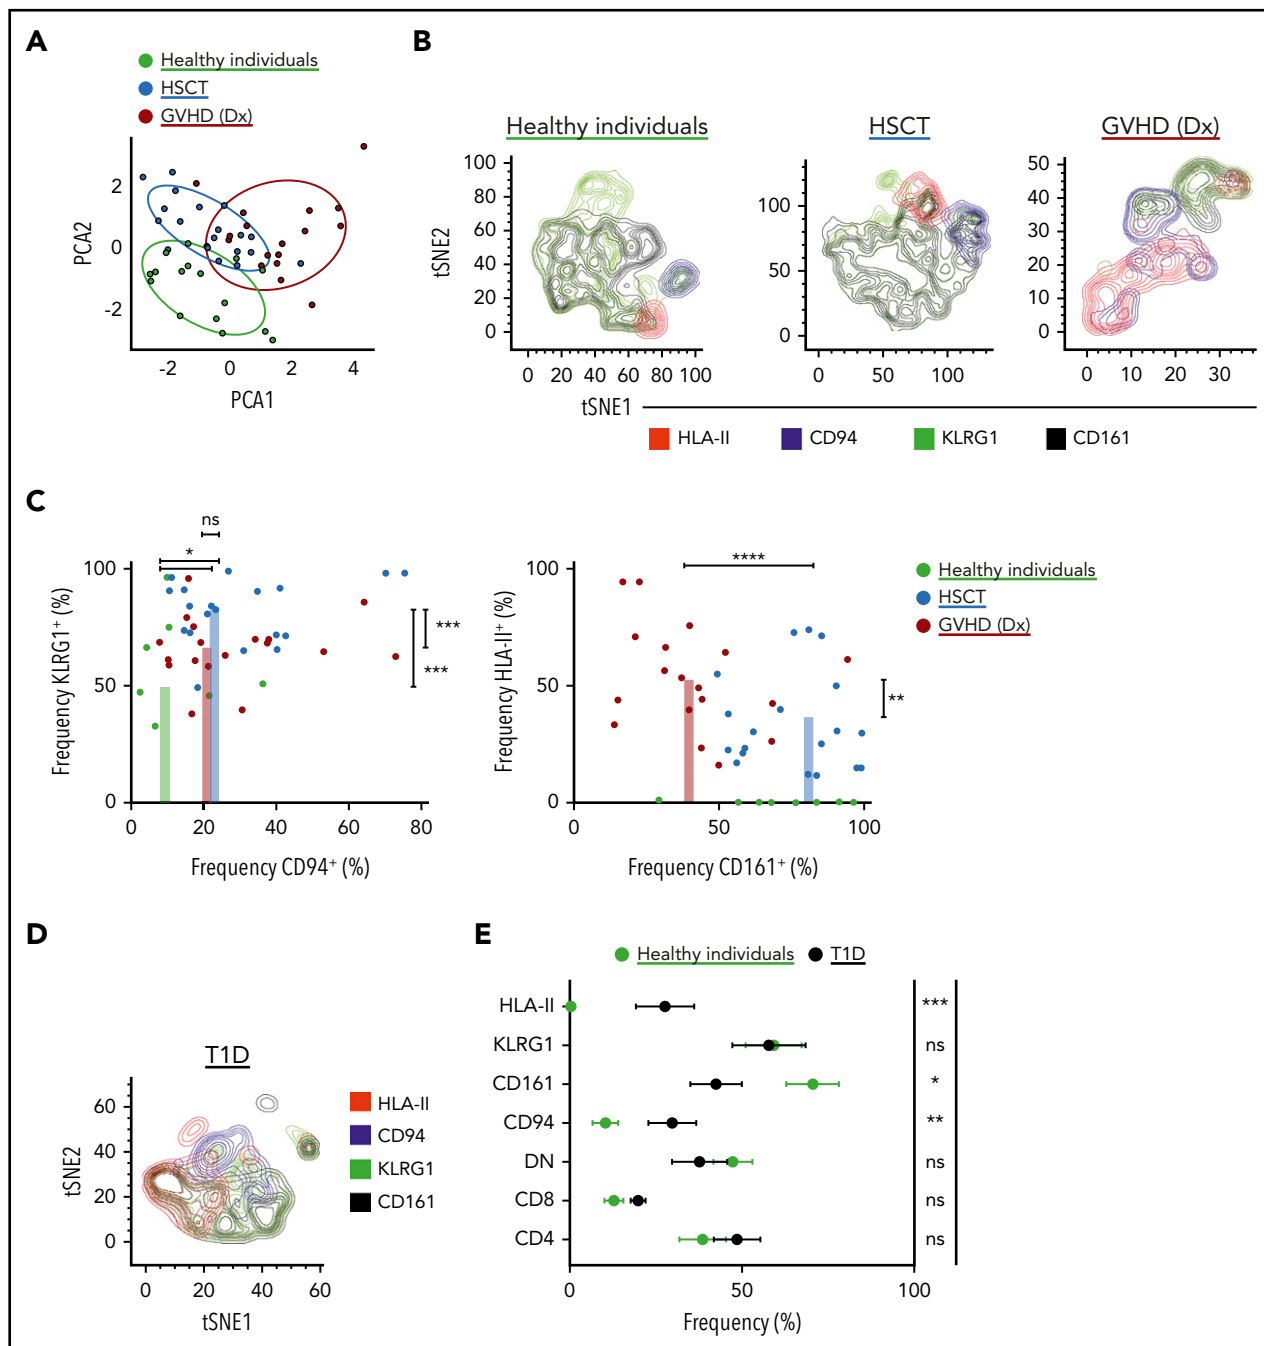 A
Healthy individuals
HSCT
GVHD (Dx)
PCA2
2
0
-2
-2 0 2 4
PCA1
B
Healthy individuals
HSCT
GVHD (Dx)
tSNE2
100
80
60
40
20
0
0 20 40 60 80 100
100
50
0
0 50 100
50
40
30
20
10
0
0 10 20 30
tSNE1
HLA-II CD94 KLRG1 CD161
C
ns
*
***
***
Frequency KLRG1+ (%)
100
50
0
0 20 40 60 80
Frequency CD94+ (%)
****
**
Frequency HLA-II+ (%)
100
50
0
0 50 100
Frequency CD161+ (%)
Healthy individuals
HSCT
GVHD (Dx)
D
T1D
tSNE2
60
40
20
0
0 20 40 60
tSNE1
HLA-II
CD94
KLRG1
CD161
E
Healthy individuals T1D
HLA-II ***
KLRG1 ns
CD161 *
CD94 **
DN ns
CD8 ns
CD4 ns
0 50 100
Frequency (%)